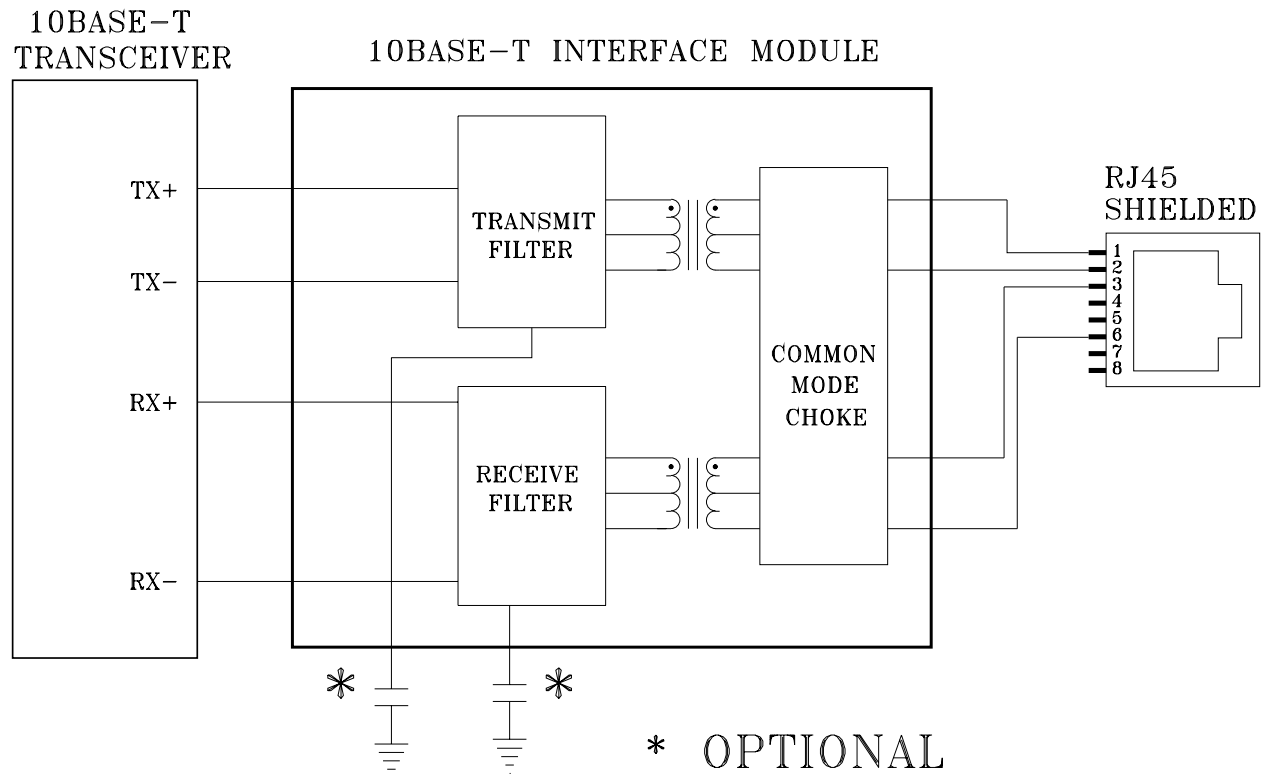 10BASE-T
TRANSCEIVER
10BASE-T INTERFACE MODULE
TX+
TX-
RX+
RX-
TRANSMIT
FILTER
RECEIVE
FILTER
COMMON
MODE
CHOKE
RJ45
SHIELDED
1
2
3
4
5
6
7
8
*
*
* OPTIONAL